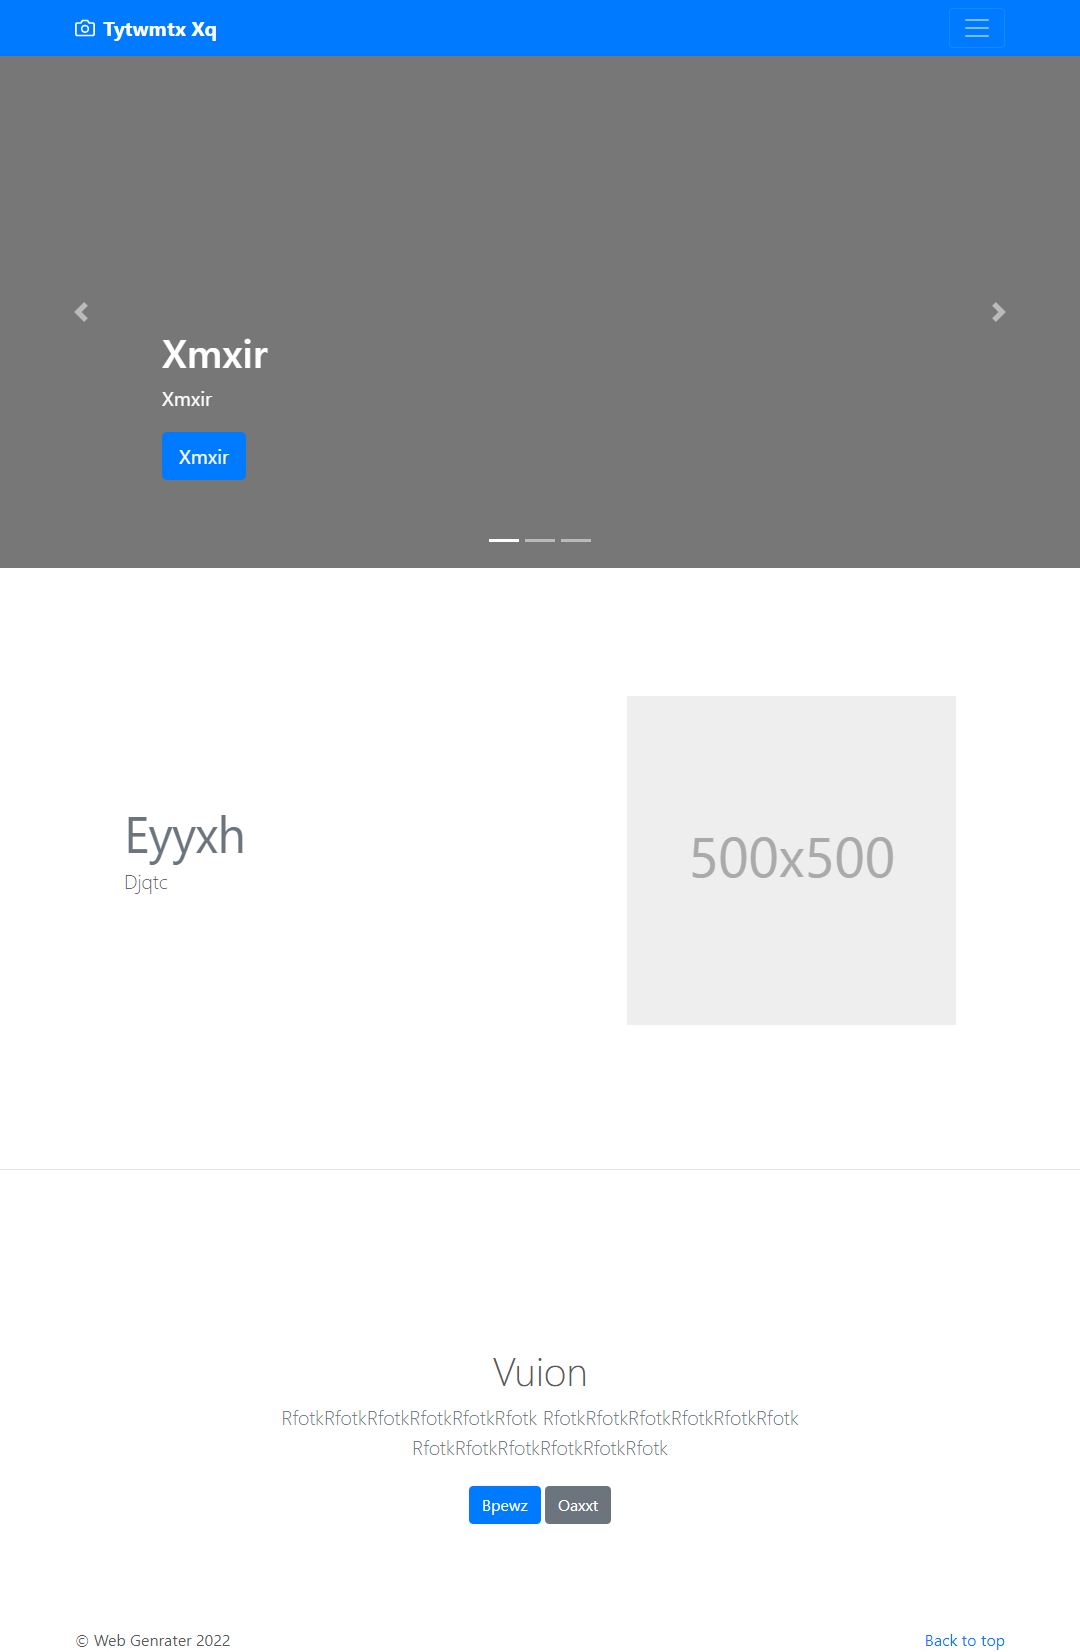 Tytwmtx Xq
Xmxir
Xmxir
Xmxir
Eyyxh
Djqtc
500x500
Vuion
RfotkRfotkRfotkRfotkRfotkRfotk RfotkRfotkRfotkRfotkRfotkRfotk
RfotkRfotkRfotkRfotkRfotkRfotk
Bpewz Oaxxt
© Web Genrater 2022 Back to top